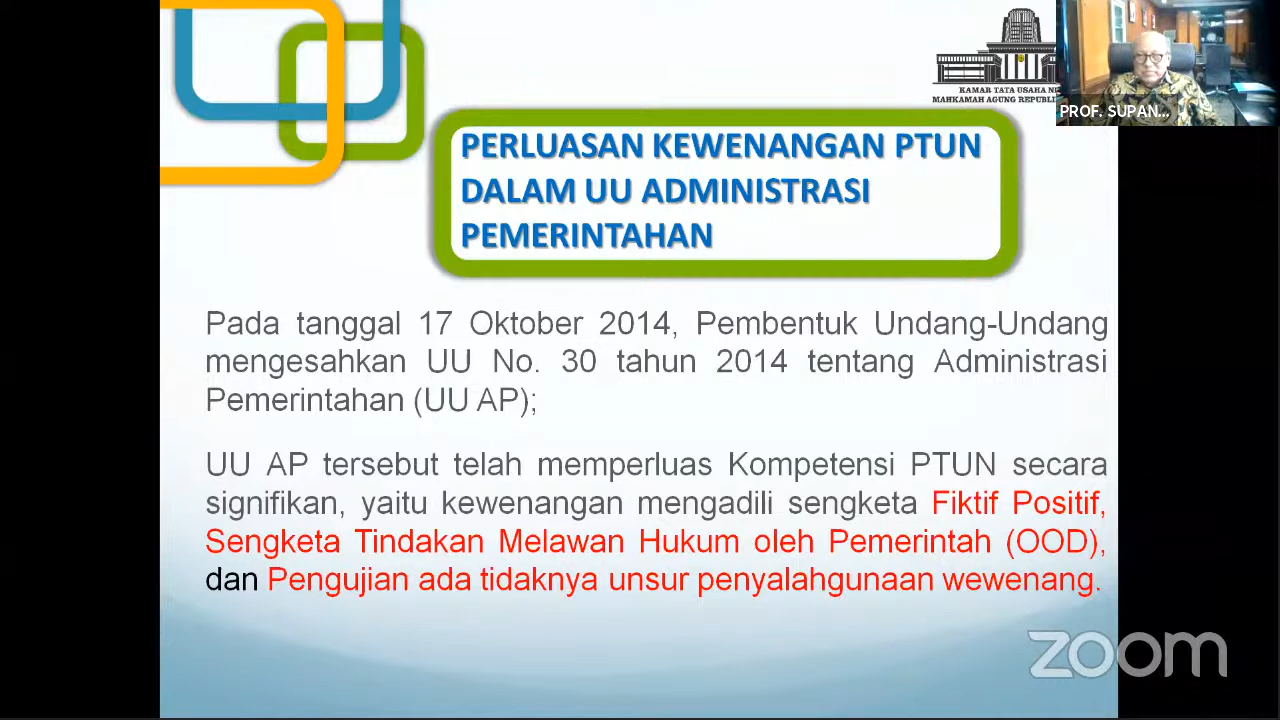 KAMAR TATA USAHA
MAHKAMAH AGUNG
PROF. SUPAN...
PERLUASAN KEWENANGAN PTUN
DALAM UU ADMINISTRASI
PEMERINTAHAN
Pada tanggal 17 Oktober 2014, Pembentuk Undang-Undang
mengesahkan UU No. 30 tahun 2014 tentang Administrasi
Pemerintahan (UU AP);
UU AP tersebut telah memperluas Kompetensi PTUN secara
signifikan, yaitu kewenangan mengadili sengketa Fiktif Positif,
Sengketa Tindakan Melawan Hukum oleh Pemerintah (OOD),
dan Pengujian ada tidaknya unsur penyalahgunaan wewenang.
zoom